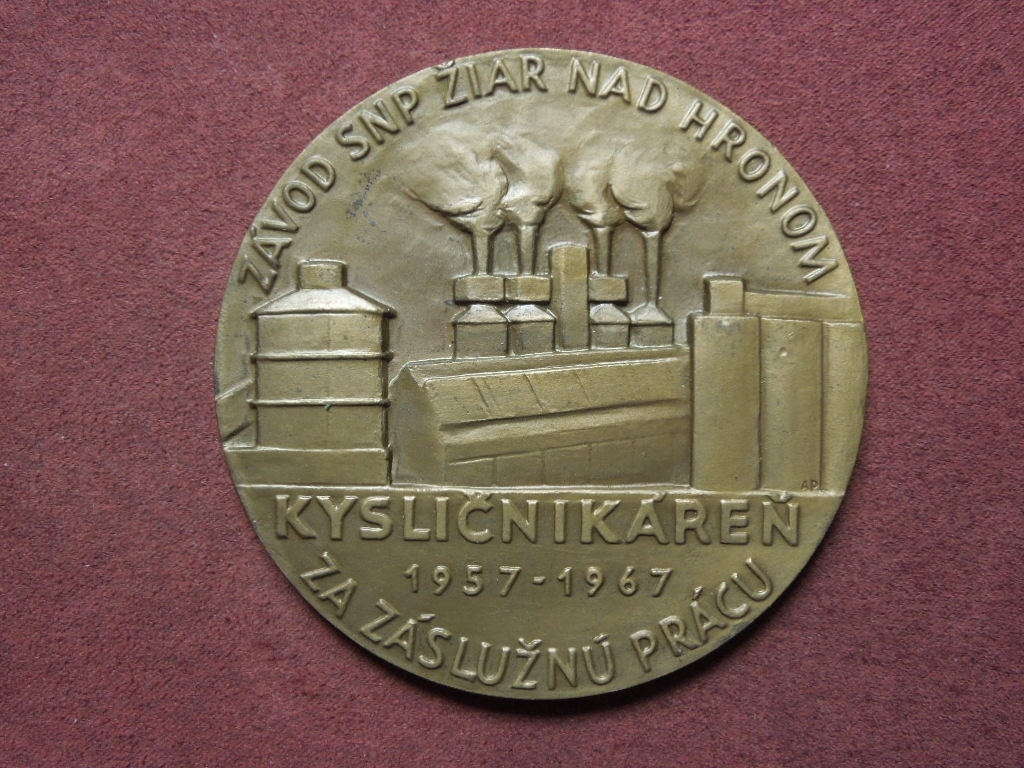 ZÁVOD SNP ŽIAR NAD HRONOM
AP
KYSLIČNIKÁREŇ
1957-1967
ZA ZÁSLUŽNÚ PRÁCU